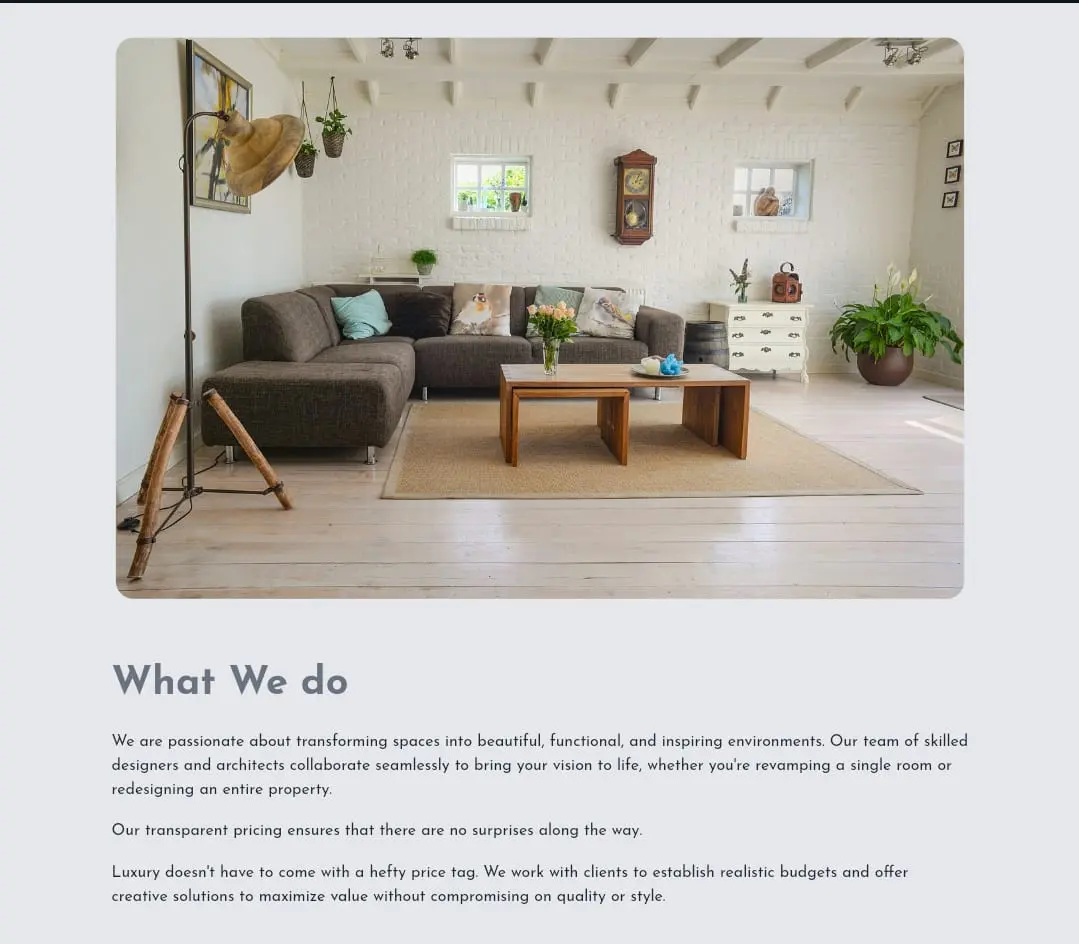 What We do
We are passionate about transforming spaces into beautiful, functional, and inspiring environments. Our team of skilled
designers and architects collaborate seamlessly to bring your vision to life, whether you're revamping a single room or
redesigning an entire property.
Our transparent pricing ensures that there are no surprises along the way.
Luxury doesn't have to come with a hefty price tag. We work with clients to establish realistic budgets and offer
creative solutions to maximize value without compromising on quality or style.